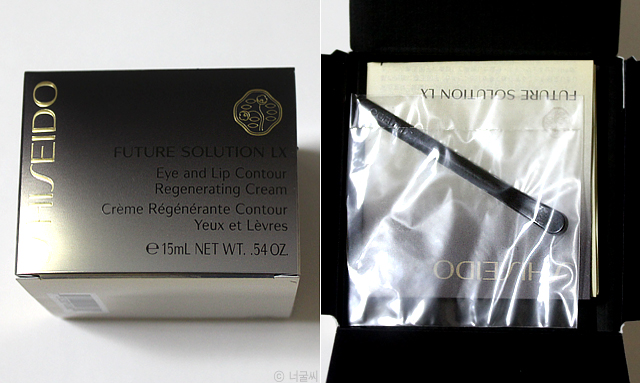 SHISEIDO
FUTURE SOLUTION LX
Eye and Lip Contour
Regenerating Cream
Crème Régénérante Contour
Yeux et Lèvres
℮ 15mL NET WT. .54 OZ.
FUTURE SOLUTION LX
SHISEIDO
ⓒ 너굴씨